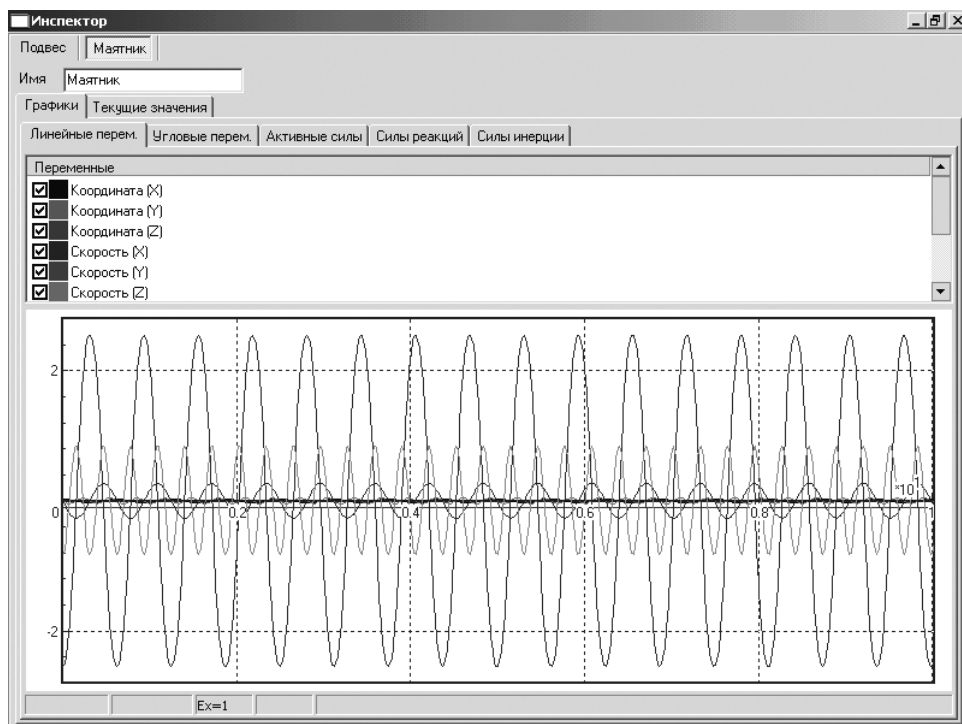 Инспектор
Подвес Маятник
Имя Маятник
Графики Текущие значения
Линейные перем. Угловые перем. Активные силы Силы реакций Силы инерции
Переменные
Координата (X)
Координата (Y)
Координата (Z)
Скорость (X)
Скорость (Y)
Скорость (Z)
2
*10^1
0 0.2 0.4 0.6 0.8 1
-2
Ex=1